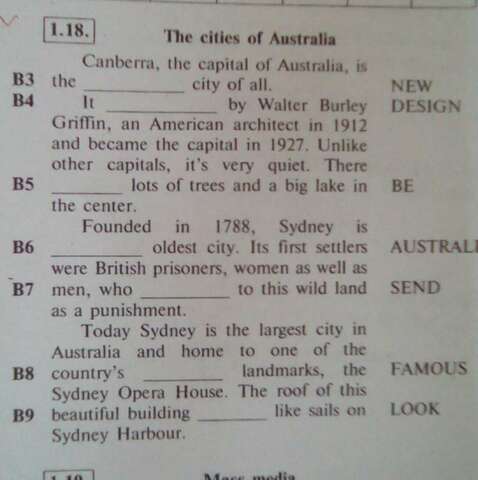 1.18. The cities of Australia
Canberra, the capital of Australia, is
B3 the __________ city of all. NEW
B4 It __________ by Walter Burley DESIGN
Griffin, an American architect in 1912
and became the capital in 1927. Unlike
other capitals, it's very quiet. There
B5 ________ lots of trees and a big lake in BE
the center.
Founded in 1788, Sydney is
B6 __________ oldest city. Its first settlers AUSTRALI
were British prisoners, women as well as
B7 men, who __________ to this wild land SEND
as a punishment.
Today Sydney is the largest city in
Australia and home to one of the
B8 country's ________ landmarks, the FAMOUS
Sydney Opera House. The roof of this
B9 beautiful building ________ like sails on LOOK
Sydney Harbour.
1.19. Mass media